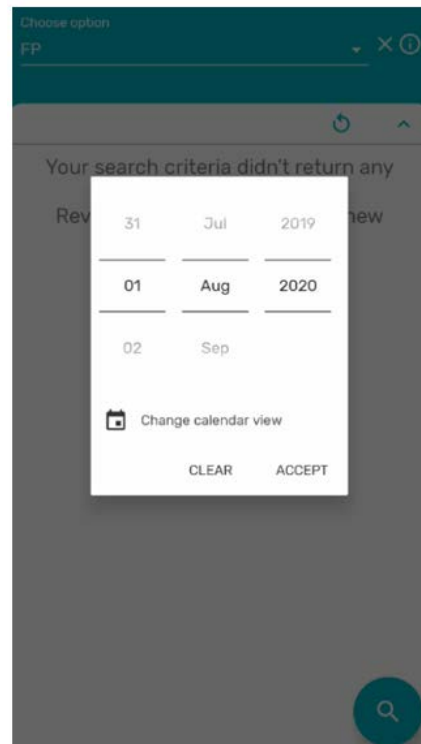 Choose option
FP
Your search criteria didn't return any
Rev new
31 Jul 2019
01 Aug 2020
02 Sep
Change calendar view
CLEAR ACCEPT